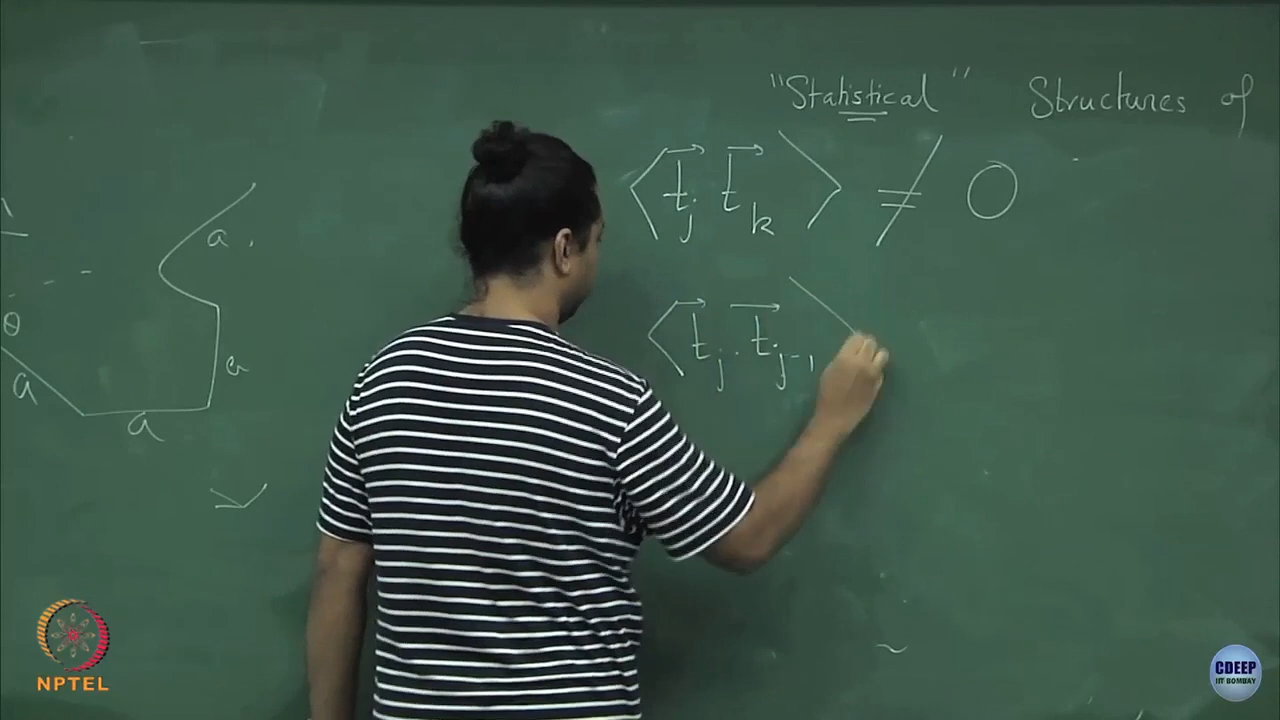 "Statistical" Structures of
⟨ t⃗_j t⃗_k ⟩ ≠ 0
⟨ t⃗_j . t⃗_{j-1} ⟩
a .
θ
a
a
a
NPTEL
CDEEP
IIT BOMBAY